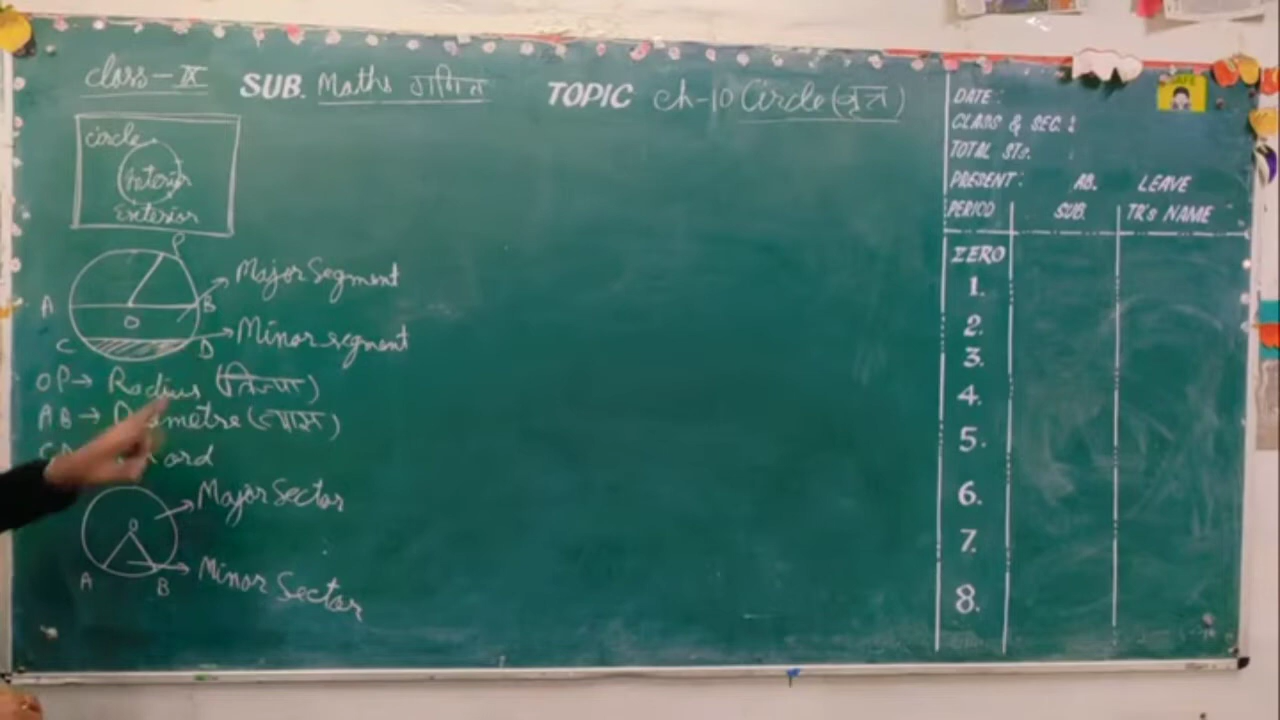 Class-IX SUB. Maths गणित TOPIC Ch-10 Circle (वृत)
Circle
Interior
Exterior
P
A B
O
C D
Major Segment
Minor segment
OP→ Radius (त्रिज्या)
AB→ Diametre (व्यास)
O
A B
Major Sector
Minor Sector
DATE:
CLASS & SEC:
TOTAL STs.
PRESENT: AB. LEAVE
PERIOD SUB. TR's NAME
ZERO
1.
2.
3.
4.
5.
6.
7.
8.